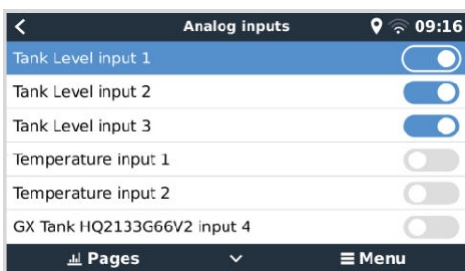 Analog inputs 09:16
Tank Level input 1
Tank Level input 2
Tank Level input 3
Temperature input 1
Temperature input 2
GX Tank HQ2133G66V2 input 4
Pages Menu